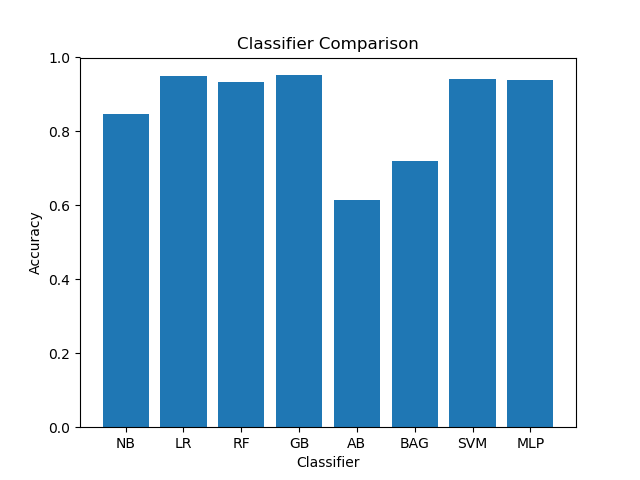 Classifier Comparison
1.0
0.8
0.6
0.4
0.2
0.0
Accuracy
NB LR RF GB AB BAG SVM MLP
Classifier